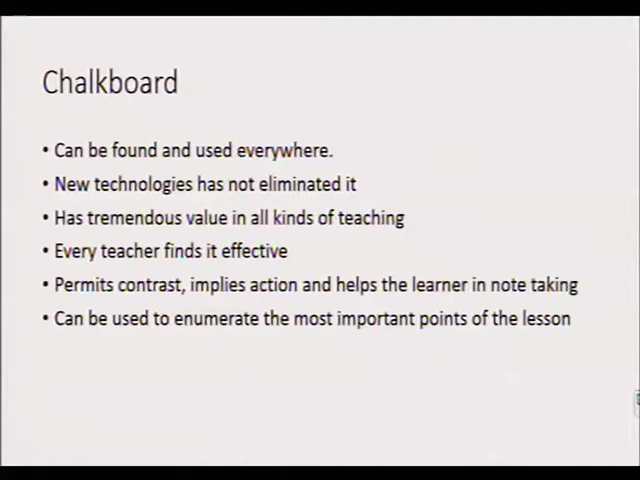 Chalkboard
• Can be found and used everywhere.
• New technologies has not eliminated it
• Has tremendous value in all kinds of teaching
• Every teacher finds it effective
• Permits contrast, implies action and helps the learner in note taking
• Can be used to enumerate the most important points of the lesson